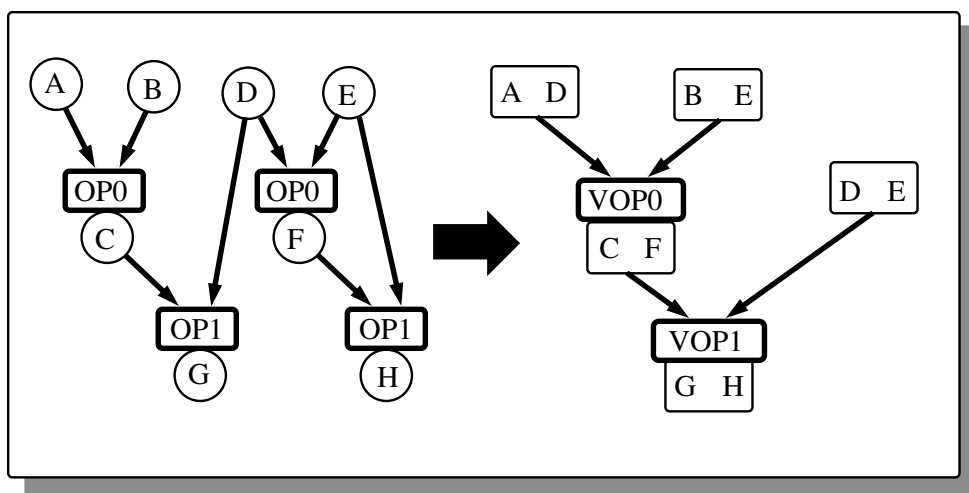 A B D E
OP0 OP0
C F
OP1 OP1
G H
A D
B E
VOP0
D E
C F
VOP1
G H